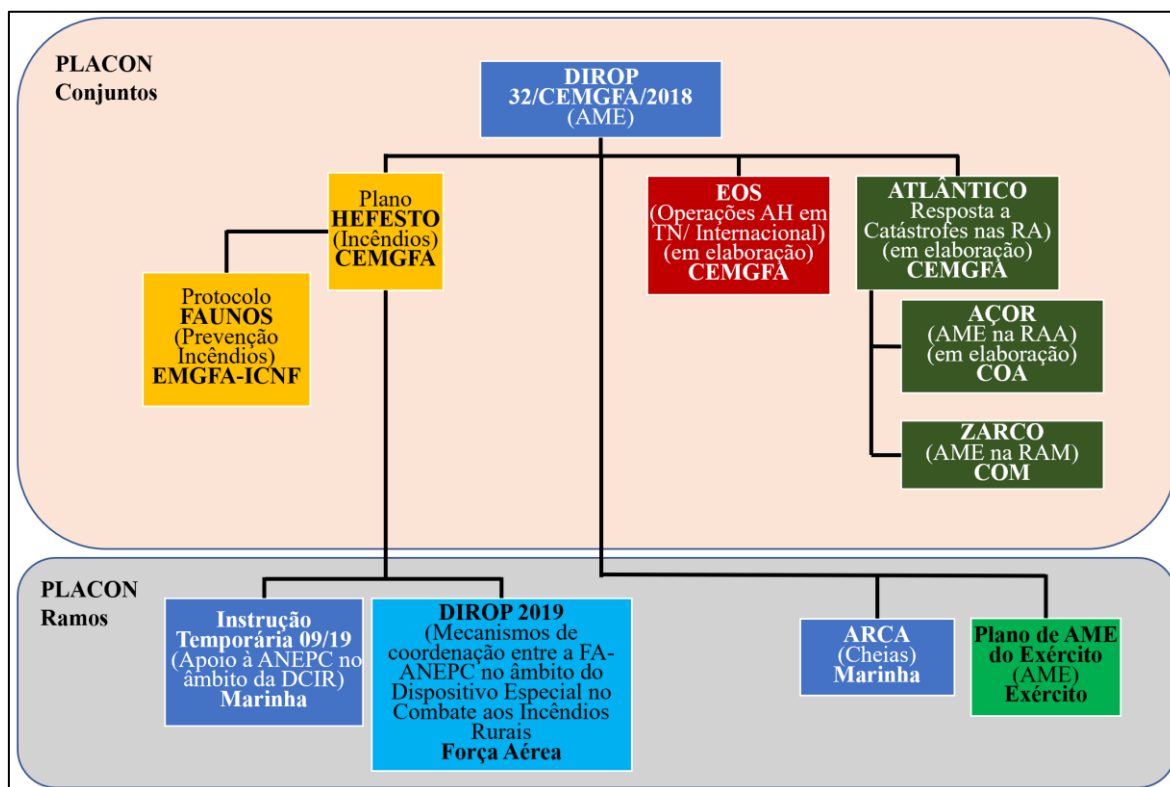 PLACON
Conjuntos
DIROP
32/CEMGFA/2018
(AME)
Plano
HEFESTO
(Incêndios)
CEMGFA
EOS
(Operações AH em
TN/ Internacional)
(em elaboração)
CEMGFA
ATLÂNTICO
Resposta a
Catástrofes nas RA)
(em elaboração)
CEMGFA
Protocolo
FAUNOS
(Prevenção
Incêndios)
EMGFA-ICNF
AÇOR
(AME na RAA)
(em elaboração)
COA
ZARCO
(AME na RAM)
COM
PLACON
Ramos
Instrução
Temporária 09/19
(Apoio à ANEPC no
âmbito da DCIR)
Marinha
DIROP 2019
(Mecanismos de
coordenação entre a FA-
ANEPC no âmbito do
Dispositivo Especial no
Combate aos Incêndios
Rurais
Força Aérea
ARCA
(Cheias)
Marinha
Plano de AME
do Exército
(AME)
Exército